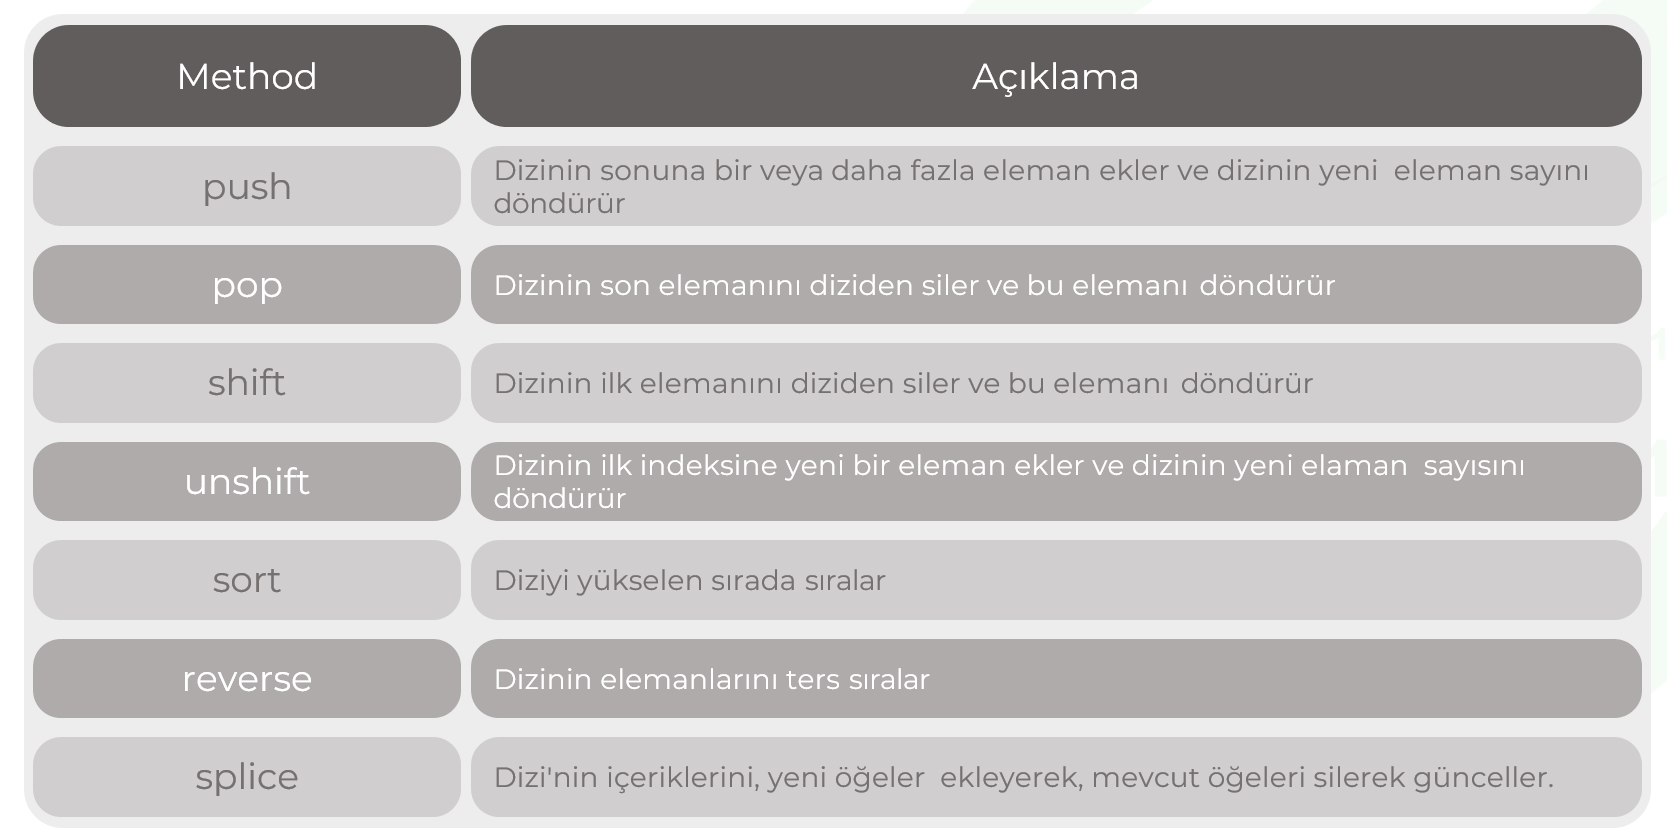 Method
Açıklama
push
Dizinin sonuna bir veya daha fazla eleman ekler ve dizinin yeni eleman sayını
döndürür
pop
Dizinin son elemanını diziden siler ve bu elemanı döndürür
shift
Dizinin ilk elemanını diziden siler ve bu elemanı döndürür
unshift
Dizinin ilk indeksine yeni bir eleman ekler ve dizinin yeni elaman sayısını
döndürür
sort
Diziyi yükselen sırada sıralar
reverse
Dizinin elemanlarını ters sıralar
splice
Dizi'nin içeriklerini, yeni öğeler ekleyerek, mevcut öğeleri silerek günceller.